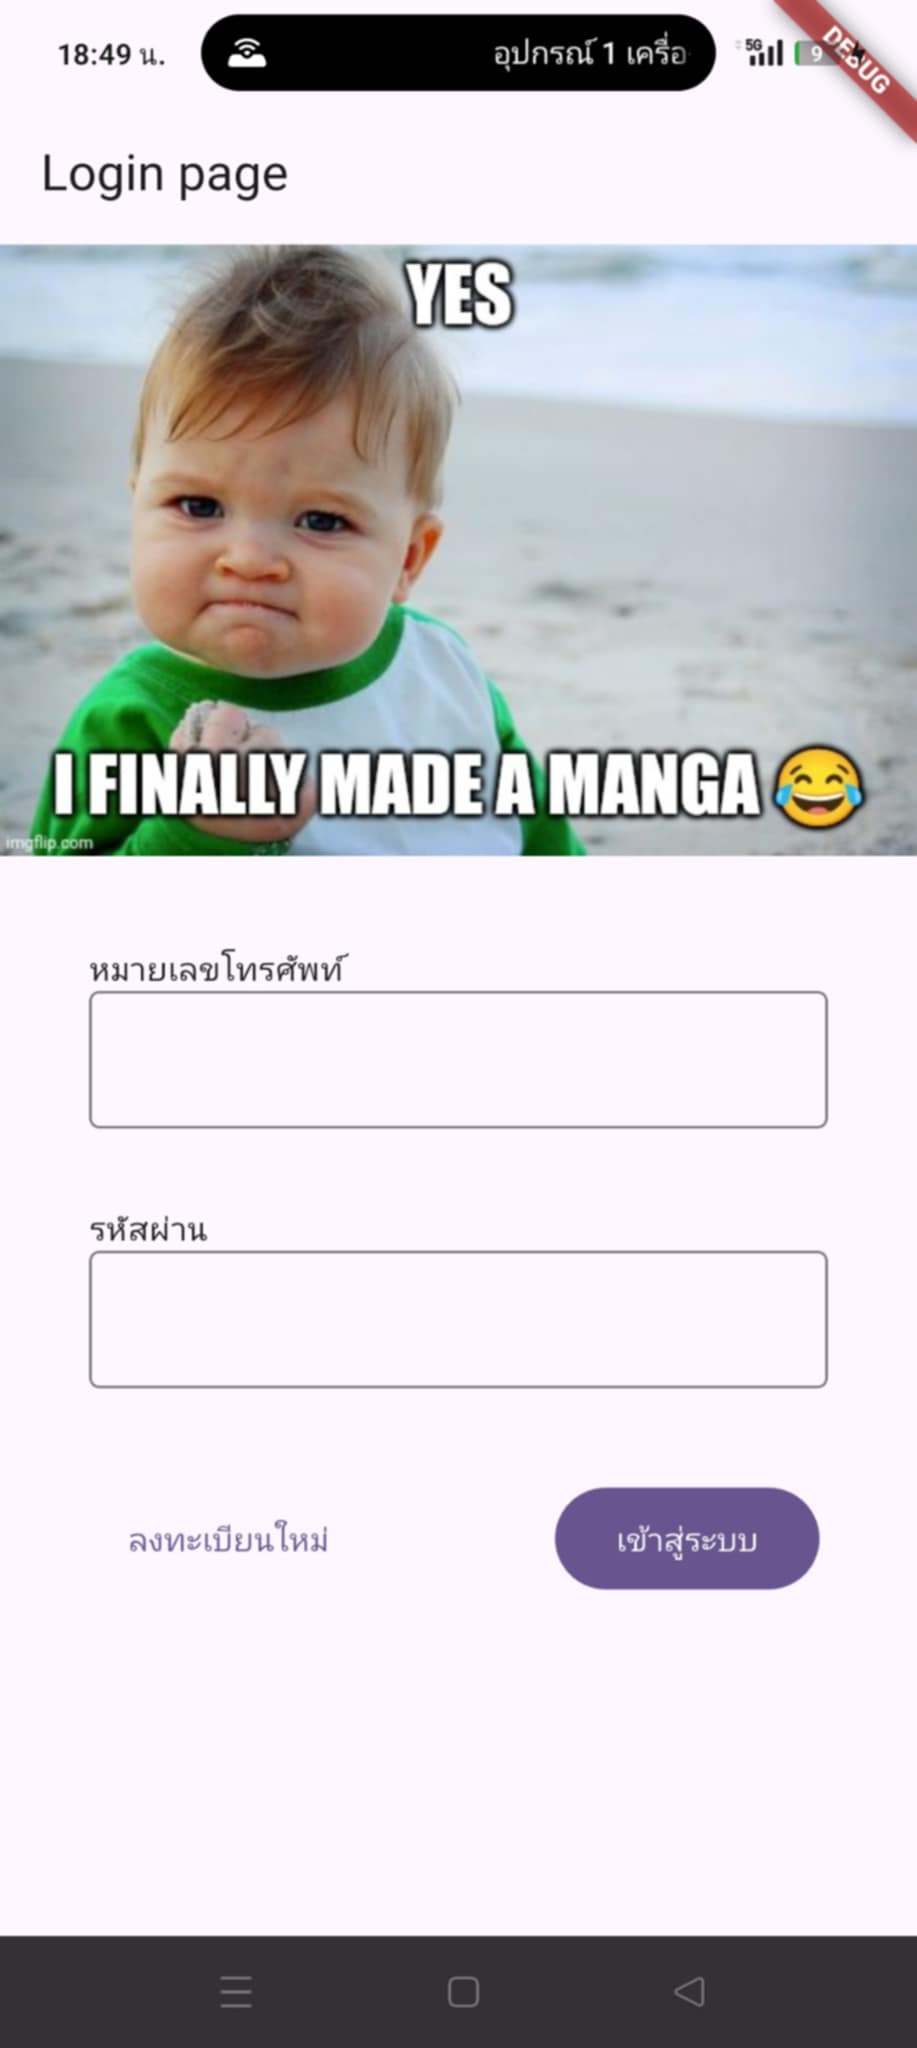 18:49 น.
อุปกรณ์ 1 เครื่อ
5G
9
DEBUG
Login page
YES
I FINALLY MADE A MANGA 😂
imgflip.com
หมายเลขโทรศัพท์
รหัสผ่าน
ลงทะเบียนใหม่
เข้าสู่ระบบ